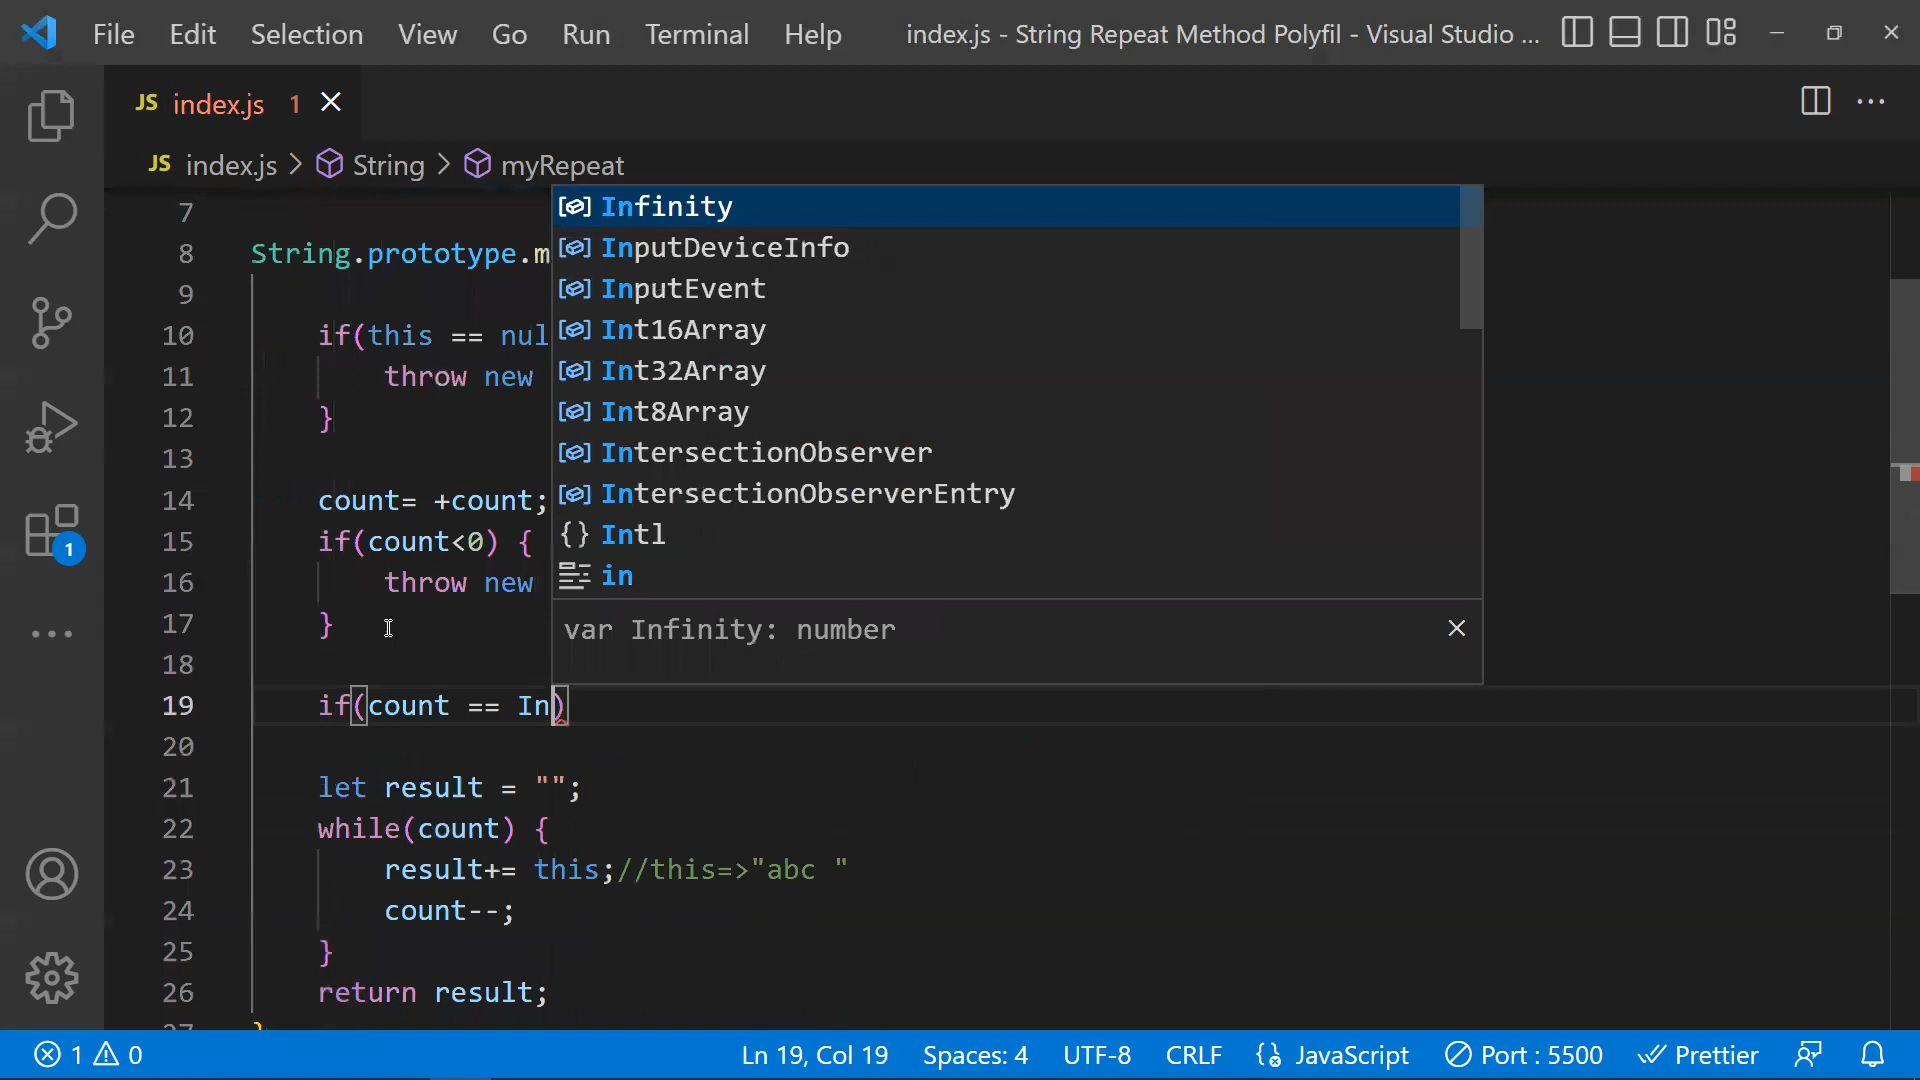 File Edit Selection View Go Run Terminal Help index.js - String Repeat Method Polyfil - Visual Studio ...
JS index.js 1
JS index.js > String > myRepeat
7
8 String.prototype.m
9
10 if(this == nul
11 throw new
12 }
13
14 count= +count;
15 if(count<0) {
16 throw new
17 }
18
19 if(count == In)
20
21 let result = "";
22 while(count) {
23 result+= this;//this=>"abc "
24 count--;
25 }
26 return result;
27 }
Infinity
InputDeviceInfo
InputEvent
Int16Array
Int32Array
Int8Array
IntersectionObserver
IntersectionObserverEntry
{} Intl
in
var Infinity: number
1
1 0 Ln 19, Col 19 Spaces: 4 UTF-8 CRLF JavaScript Port : 5500 Prettier